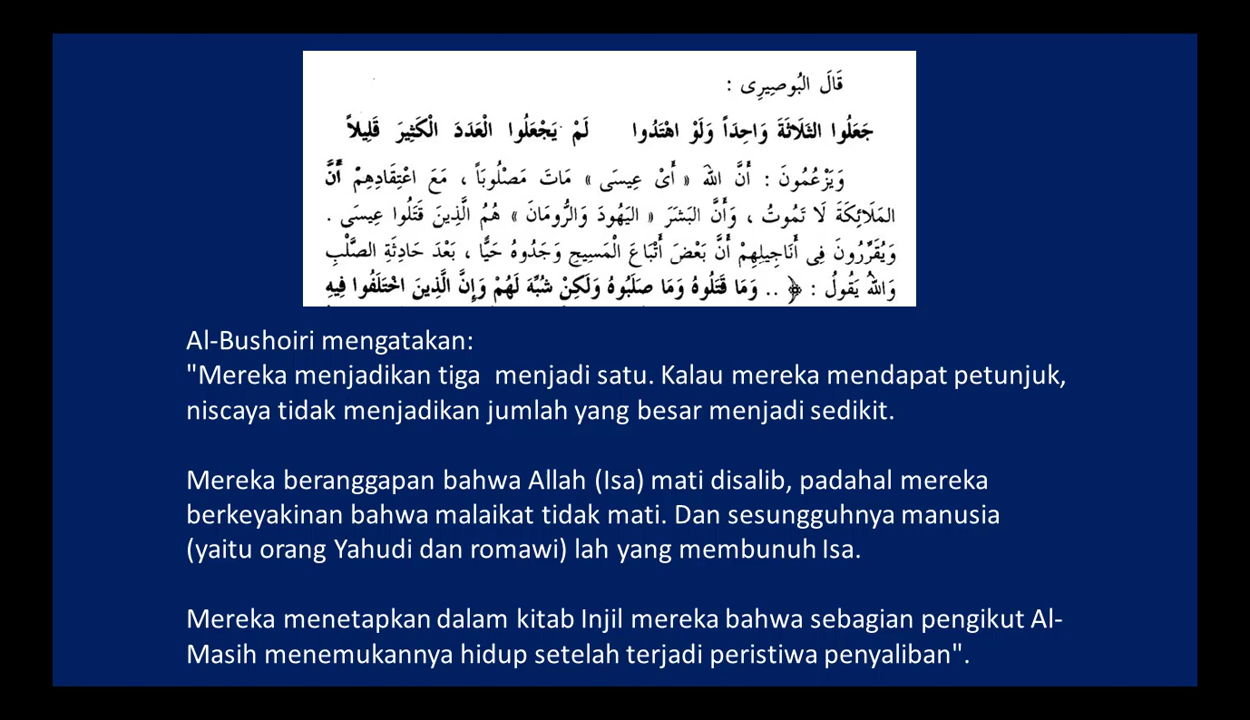 قَالَ البُوصِيرِى :
جَعَلُوا الثَّلَاثَةَ وَاحِدَاً وَلَوْ اهْتَدُوا لَمْ يَجْعَلُوا الْعَدَدَ الْكَثِيرَ قَلِيلاً
وَيَزْعُمُونَ : أَنَّ اللهَ « أَىْ عِيسَى » مَاتَ مَصْلُوبَاً ، مَعَ اعْتِقَادِهِمْ أَنَّ
المَلَائِكَةَ لَا تَمُوتُ ، وَأَنَّ البَشَرَ « اليَهُودَ وَالرُّومَانَ » هُمُ الَّذِينَ قَتَلُوا عِيسَى .
وَيُقَرِّرُونَ فِى أَنَاجِيلِهِمْ أَنَّ بَعْضَ أَتْبَاعَ الْمَسِيحِ وَجَدُوهُ حَيًّا ، بَعْدَ حَادِثَةِ الصَّلْبِ
وَاللهُ يَقُولُ : ﴿ .. وَمَا قَتَلُوهُ وَمَا صَلَبُوهُ وَلَكِنْ شُبِّهَ لَهُمْ وَإِنَّ الَّذِينَ اخْتَلَفُوا فِيهِ
Al-Bushoiri mengatakan:
"Mereka menjadikan tiga menjadi satu. Kalau mereka mendapat petunjuk,
niscaya tidak menjadikan jumlah yang besar menjadi sedikit.
Mereka beranggapan bahwa Allah (Isa) mati disalib, padahal mereka
berkeyakinan bahwa malaikat tidak mati. Dan sesungguhnya manusia
(yaitu orang Yahudi dan romawi) lah yang membunuh Isa.
Mereka menetapkan dalam kitab Injil mereka bahwa sebagian pengikut Al-
Masih menemukannya hidup setelah terjadi peristiwa penyaliban".